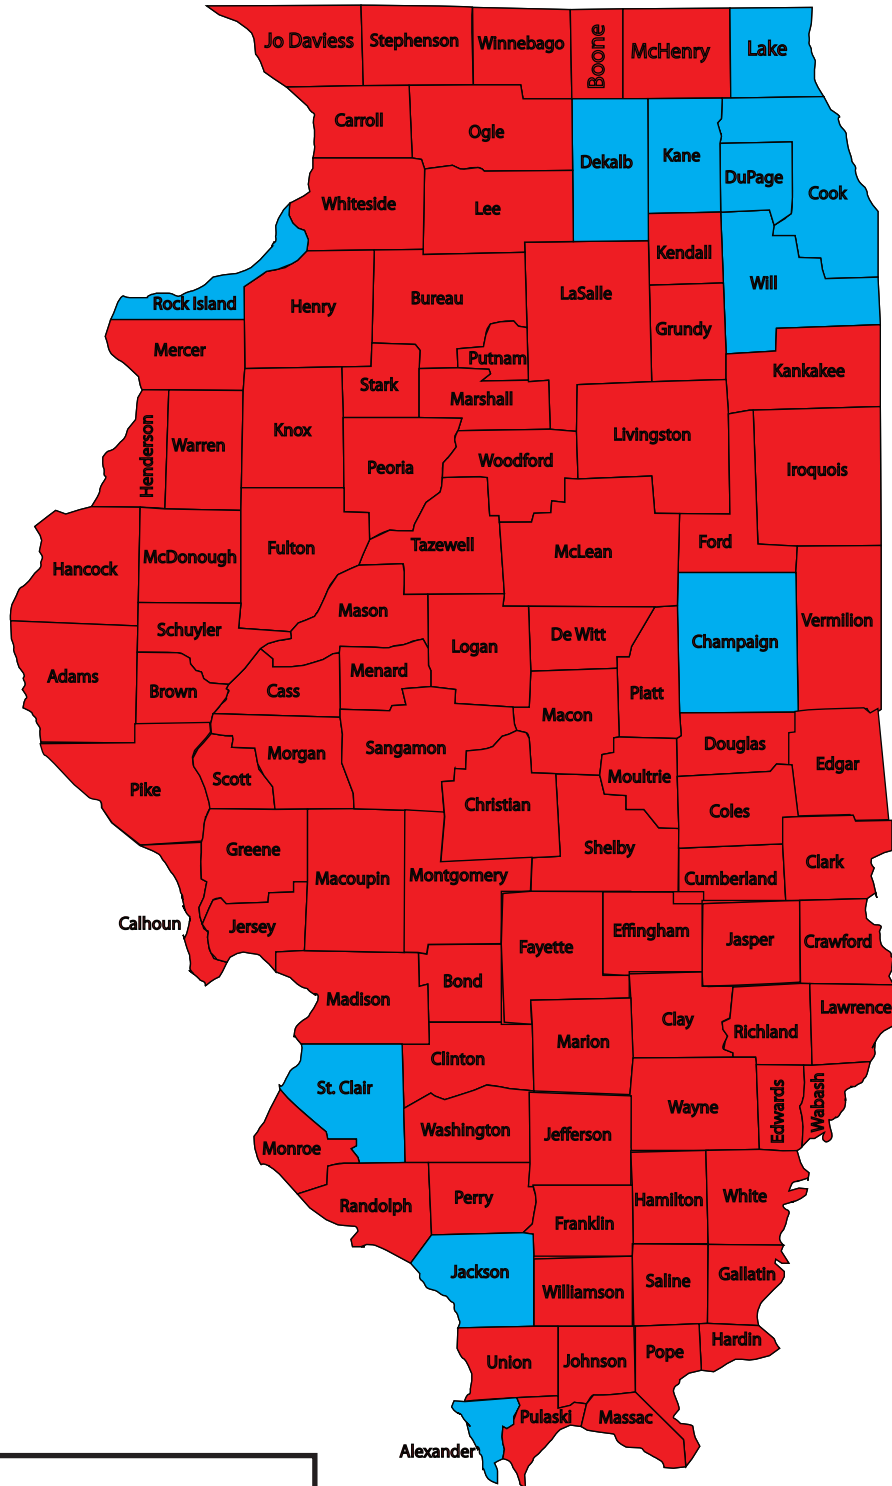 Jo Daviess
Stephenson
Winnebago
Boone
McHenry
Lake
Carroll
Ogle
Dekalb
Kane
DuPage
Cook
Whiteside
Lee
Kendall
Will
Rock Island
Henry
Bureau
LaSalle
Grundy
Mercer
Putnam
Kankakee
Stark
Marshall
Henderson
Warren
Knox
Peoria
Woodford
Livingston
Iroquois
Hancock
McDonough
Fulton
Tazewell
McLean
Ford
Schuyler
Mason
Logan
De Witt
Champaign
Vermilion
Adams
Brown
Cass
Menard
Macon
Piatt
Pike
Scott
Morgan
Sangamon
Christian
Moultrie
Douglas
Edgar
Coles
Greene
Macoupin
Montgomery
Shelby
Cumberland
Clark
Calhoun
Jersey
Fayette
Effingham
Jasper
Crawford
Madison
Bond
Clay
Richland
Lawrence
Clinton
Marion
St. Clair
Wayne
Edwards
Wabash
Monroe
Washington
Jefferson
Randolph
Perry
Franklin
Hamilton
White
Jackson
Williamson
Saline
Gallatin
Union
Johnson
Pope
Hardin
Alexander
Pulaski
Massac